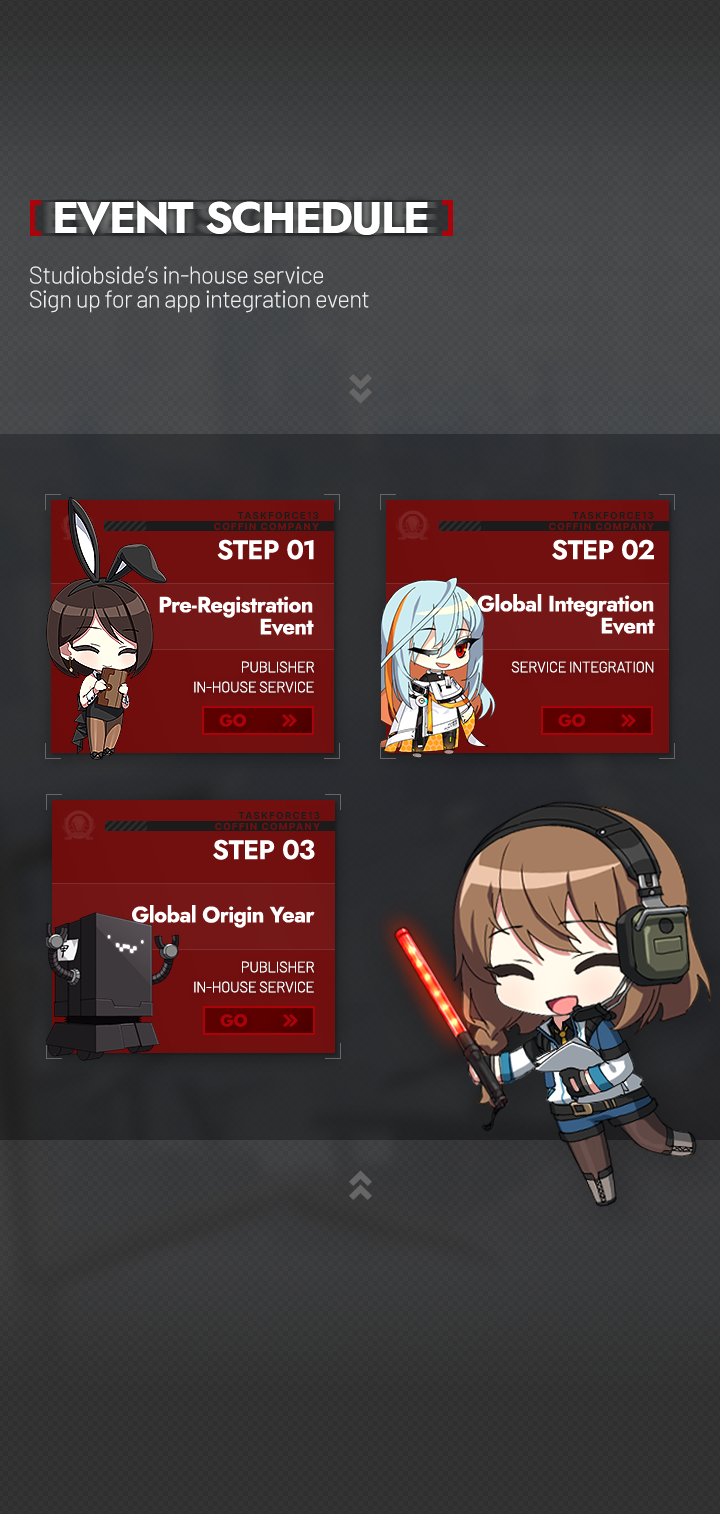 [ EVENT SCHEDULE ]
Studiobside's in-house service
Sign up for an app integration event
TASKFORCE13
COFFIN COMPANY
STEP 01
Pre-Registration
Event
PUBLISHER
IN-HOUSE SERVICE
GO
TASKFORCE13
COFFIN COMPANY
STEP 02
Global Integration
Event
SERVICE INTEGRATION
GO
TASKFORCE13
COFFIN COMPANY
STEP 03
Global Origin Year
PUBLISHER
IN-HOUSE SERVICE
GO